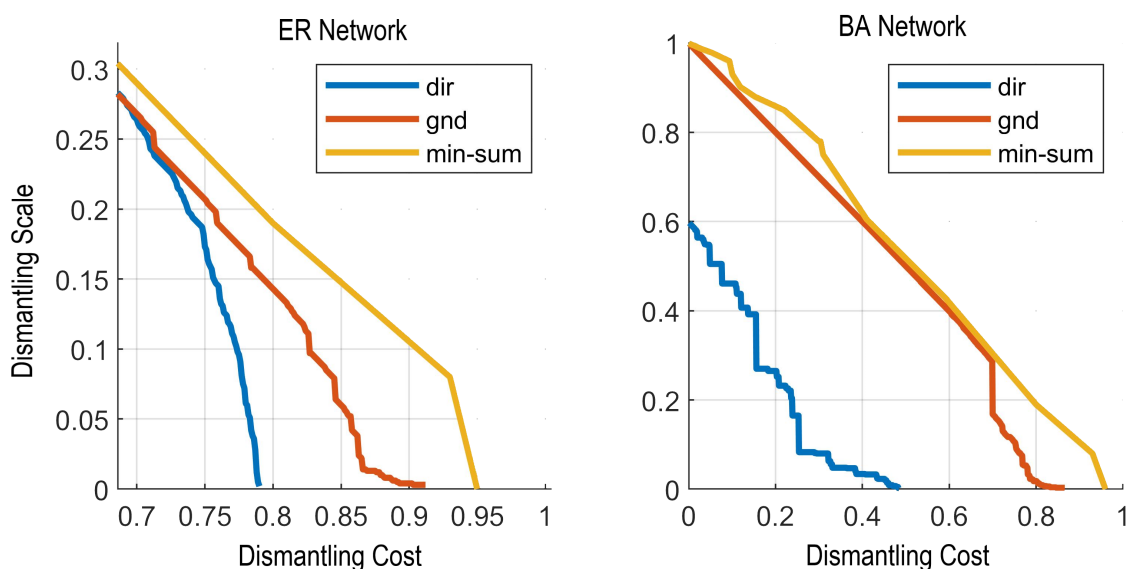 ER Network
Dismantling Scale
0.3
0.25
0.2
0.15
0.1
0.05
0
dir
gnd
min-sum
0.7 0.75 0.8 0.85 0.9 0.95 1
Dismantling Cost
BA Network
1
0.8
0.6
0.4
0.2
0
dir
gnd
min-sum
0 0.2 0.4 0.6 0.8 1
Dismantling Cost